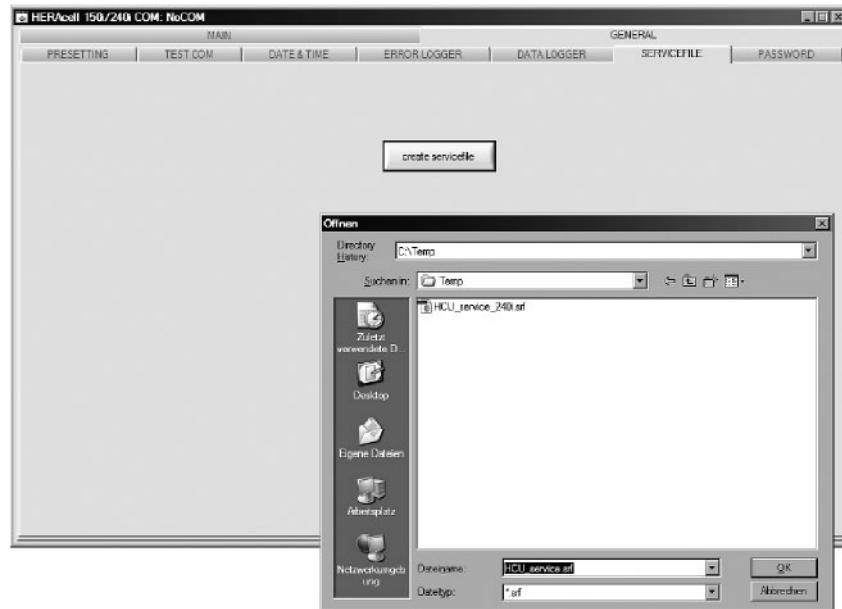 HERAcell 150i/240i COM: NoCOM
MAIN
GENERAL
PRESETTING
TEST COM
DATE & TIME
ERROR LOGGER
DATA LOGGER
SERVICEFILE
PASSWORD
create servicefile
Öffnen
Directory History:
C:\Temp
Suchen in:
Temp
HCU_service_240i.srf
Zuletzt
verwendete D...
Desktop
Eigene Dateien
Arbeitsplatz
Netzwerkumgeb
ung
Dateiname:
HCU_service.srf
OK
Dateityp:
*.srf
Abbrechen